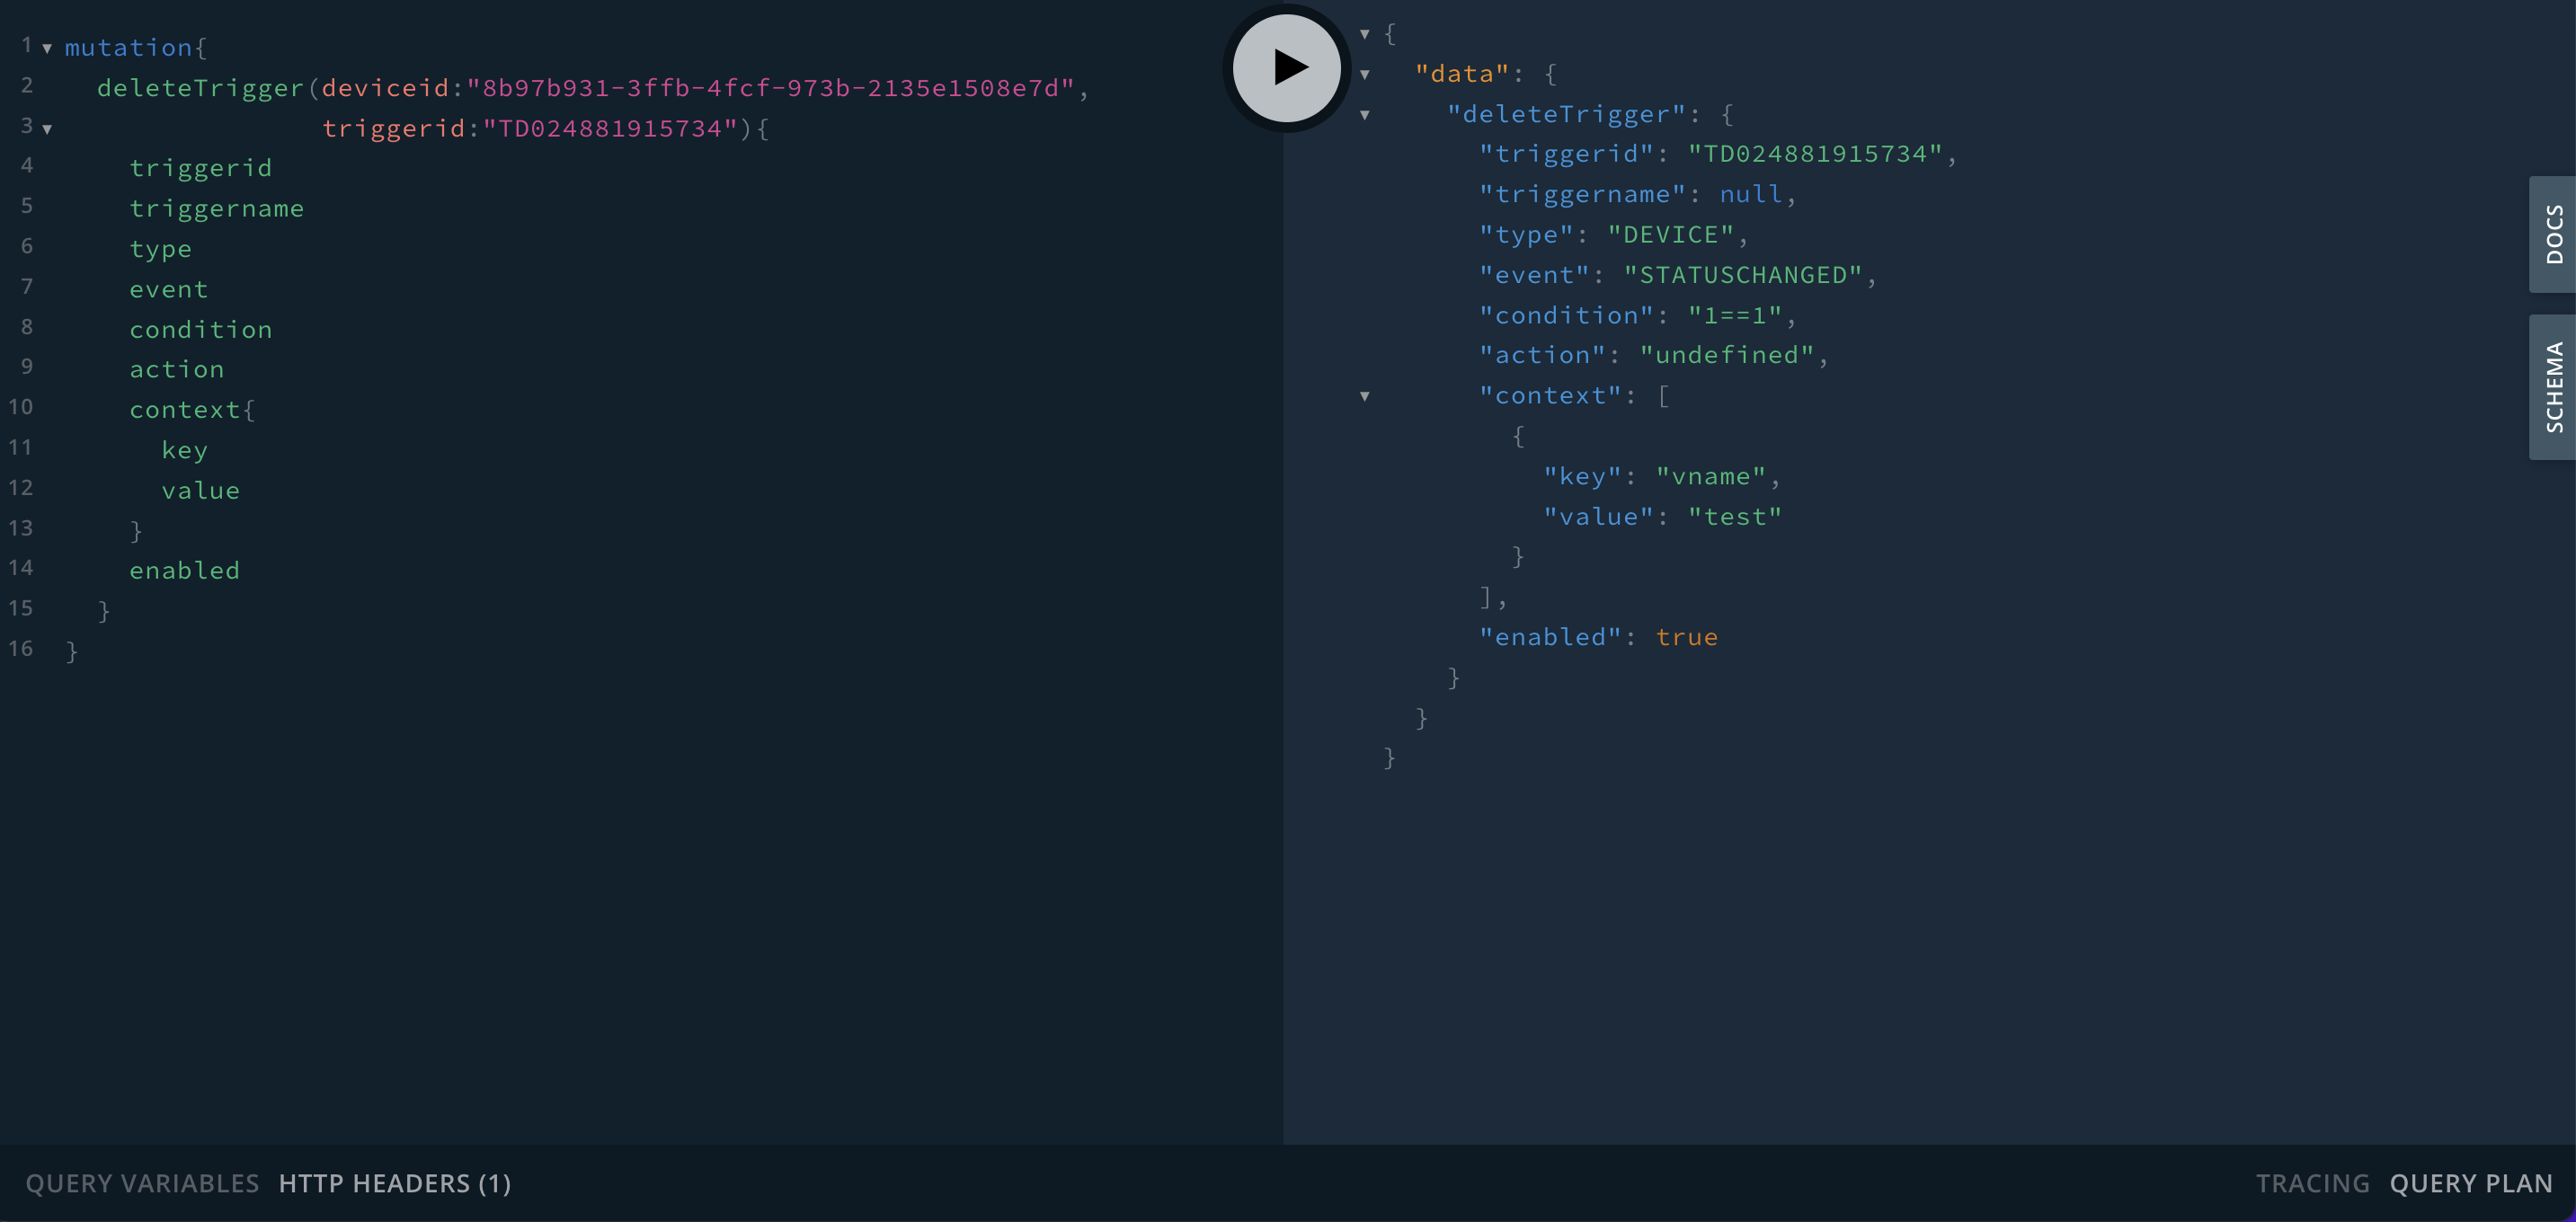 1 mutation{
2 deleteTrigger(deviceid:"8b97b931-3ffb-4fcf-973b-2135e1508e7d",
3 triggerid:"TD024881915734"){
4 triggerid
5 triggername
6 type
7 event
8 condition
9 action
10 context{
11 key
12 value
13 }
14 enabled
15 }
16 }
{
"data": {
"deleteTrigger": {
"triggerid": "TD024881915734",
"triggername": null,
"type": "DEVICE",
"event": "STATUSCHANGED",
"condition": "1==1",
"action": "undefined",
"context": [
{
"key": "vname",
"value": "test"
}
],
"enabled": true
}
}
}
DOCS
SCHEMA
QUERY VARIABLES HTTP HEADERS (1)
TRACING QUERY PLAN